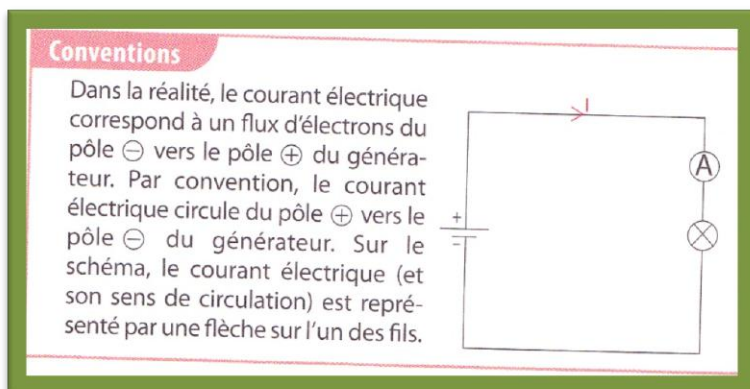 Conventions
Dans la réalité, le courant électrique
correspond à un flux d'électrons du
pôle ⊖ vers le pôle ⊕ du généra-
teur. Par convention, le courant
électrique circule du pôle ⊕ vers le
pôle ⊖ du générateur. Sur le
schéma, le courant électrique (et
son sens de circulation) est repré-
senté par une flèche sur l'un des fils.
I
A
+
-